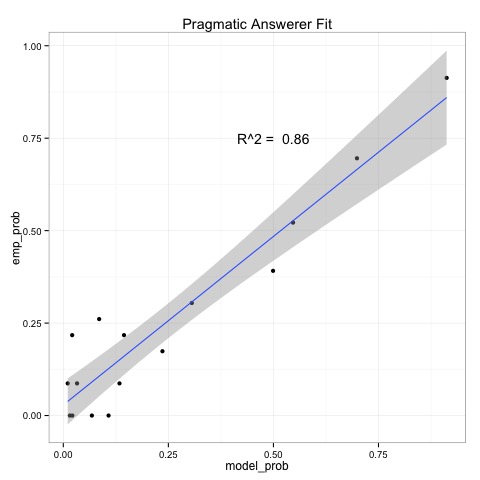 Pragmatic Answerer Fit
1.00
0.75
0.50
0.25
0.00
emp_prob
R^2 = 0.86
0.00 0.25 0.50 0.75
model_prob